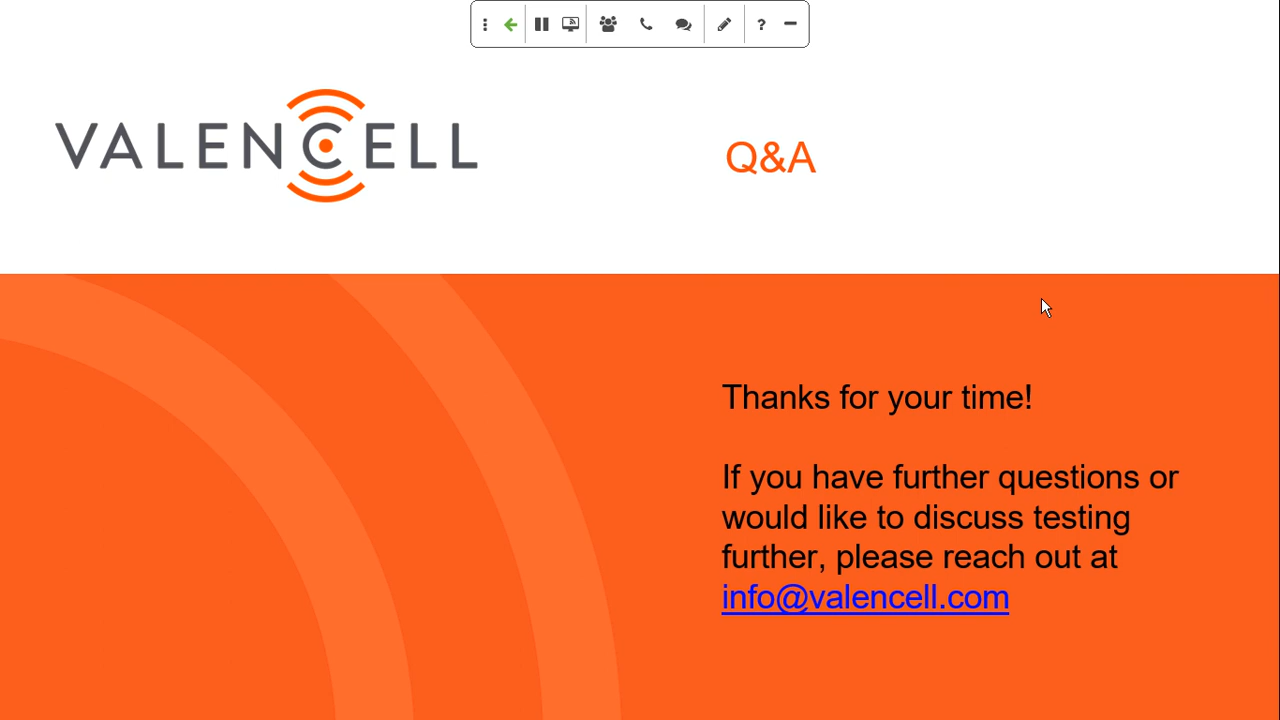 VALENCELL
Q&A
Thanks for your time!
If you have further questions or
would like to discuss testing
further, please reach out at
info@valencell.com
?